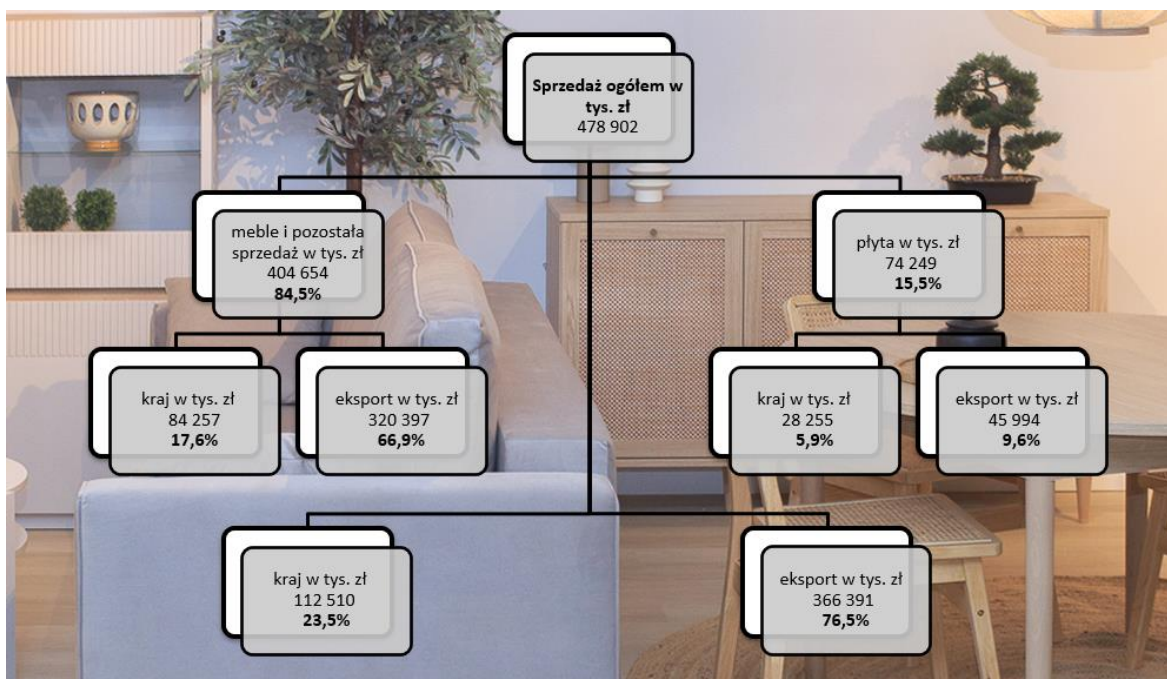 Sprzedaż ogółem w
tys. zł
478 902
meble i pozostała
sprzedaż w tys. zł
404 654
84,5%
płyta w tys. zł
74 249
15,5%
kraj w tys. zł
84 257
17,6%
eksport w tys. zł
320 397
66,9%
kraj w tys. zł
28 255
5,9%
eksport w tys. zł
45 994
9,6%
kraj w tys. zł
112 510
23,5%
eksport w tys. zł
366 391
76,5%